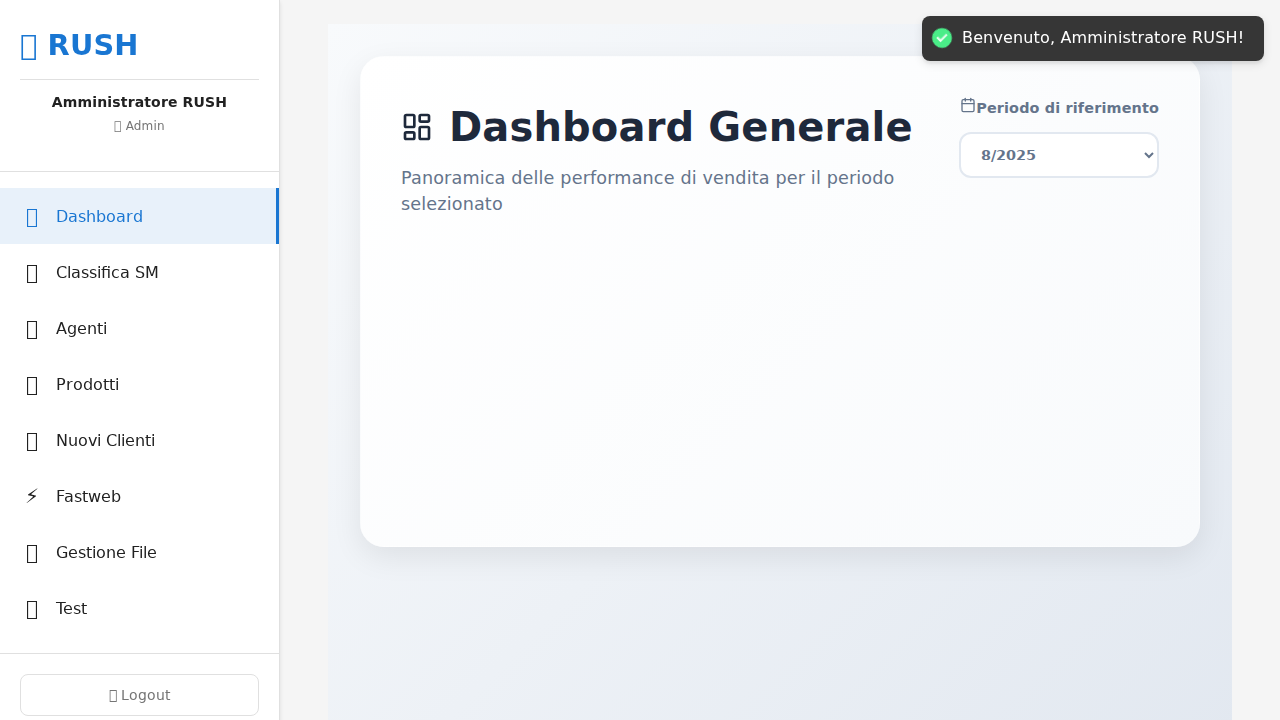 RUSH
Amministratore RUSH
Admin
Dashboard
Classifica SM
Agenti
Prodotti
Nuovi Clienti
⚡ Fastweb
Gestione File
Test
Logout
Benvenuto, Amministratore RUSH!
Dashboard Generale
Panoramica delle performance di vendita per il periodo
selezionato
Periodo di riferimento
8/2025